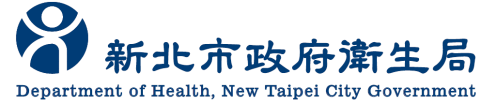 新北市政府衛生局
Department of Health, New Taipei City Government